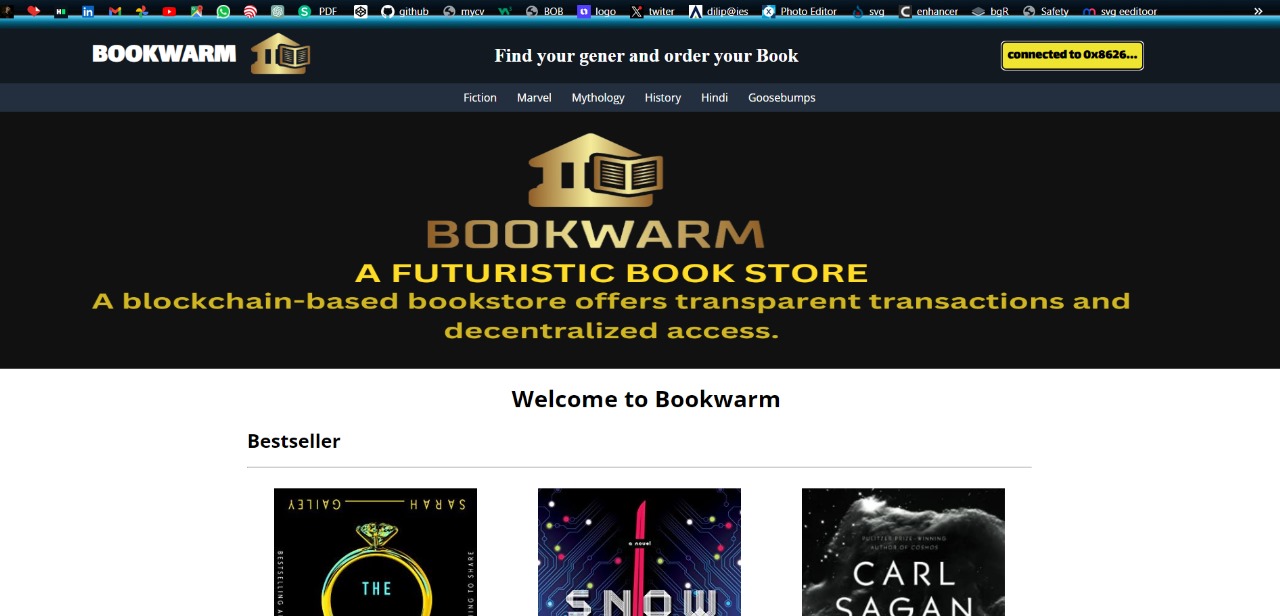 PDF github mycv BOB logo twiter dilip@ies Photo Editor svg enhancer bgR Safety svg eeditoor »
BOOKWARM Find your gener and order your Book connected to 0x8626...
Fiction Marvel Mythology History Hindi Goosebumps
BOOKWARM
A FUTURISTIC BOOK STORE
A blockchain-based bookstore offers transparent transactions and
decentralized access.
Welcome to Bookwarm
Bestseller
SARAH GAILEY
THE
a novel
SNOW
PULITZER PRIZE-WINNING
AUTHOR OF COSMOS
CARL
SAGAN